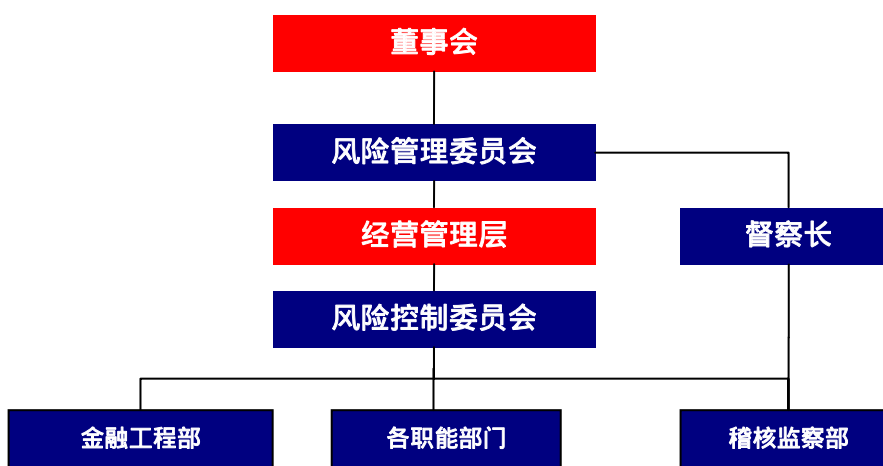 董事会
风险管理委员会
经营管理层
督察长
风险控制委员会
金融工程部
各职能部门
稽核监察部